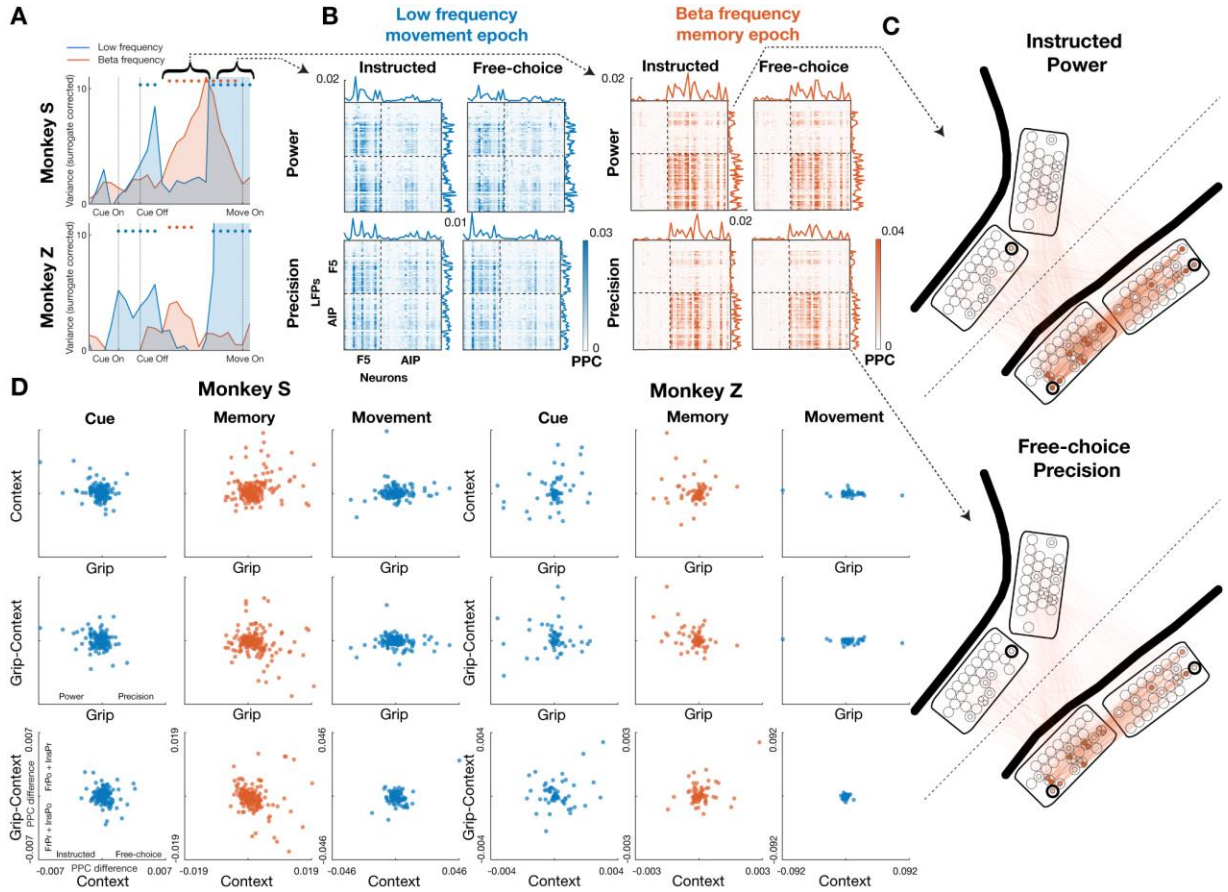 A
Low frequency
Beta frequency
Monkey S
Variance (surrogate corrected)
10
0
Cue On
Cue Off
Move On
Monkey Z
Variance (surrogate corrected)
10
0
Cue On
Cue Off
Move On
B
Low frequency
movement epoch
Beta frequency
memory epoch
Instructed
Free-choice
Instructed
Free-choice
0.02
0.02
Power
Power
0.01
0.03
0.02
0.04
Precision
Precision
LFPs
F5
AIP
F5
AIP
Neurons
0
PPC
0
PPC
C
Instructed
Power
Free-choice
Precision
D
Monkey S
Monkey Z
Cue
Memory
Movement
Cue
Memory
Movement
Context
Context
Grip
Grip
Grip
Grip
Grip
Grip
Grip-Context
Grip-Context
Power
Precision
Grip
Grip
Grip
Grip
Grip
Grip
Grip-Context
PPC difference
FrPr + InsPo
FrPo + InsPr
-0.007
0.007
Instructed
Free-choice
-0.007
PPC difference
0.007
Context
-0.019
0.019
-0.019
0.019
Context
-0.046
0.046
-0.046
0.046
Context
Grip-Context
-0.004
0.004
-0.004
0.004
Context
-0.003
0.003
-0.003
0.003
Context
-0.092
0.092
-0.092
0.092
Context